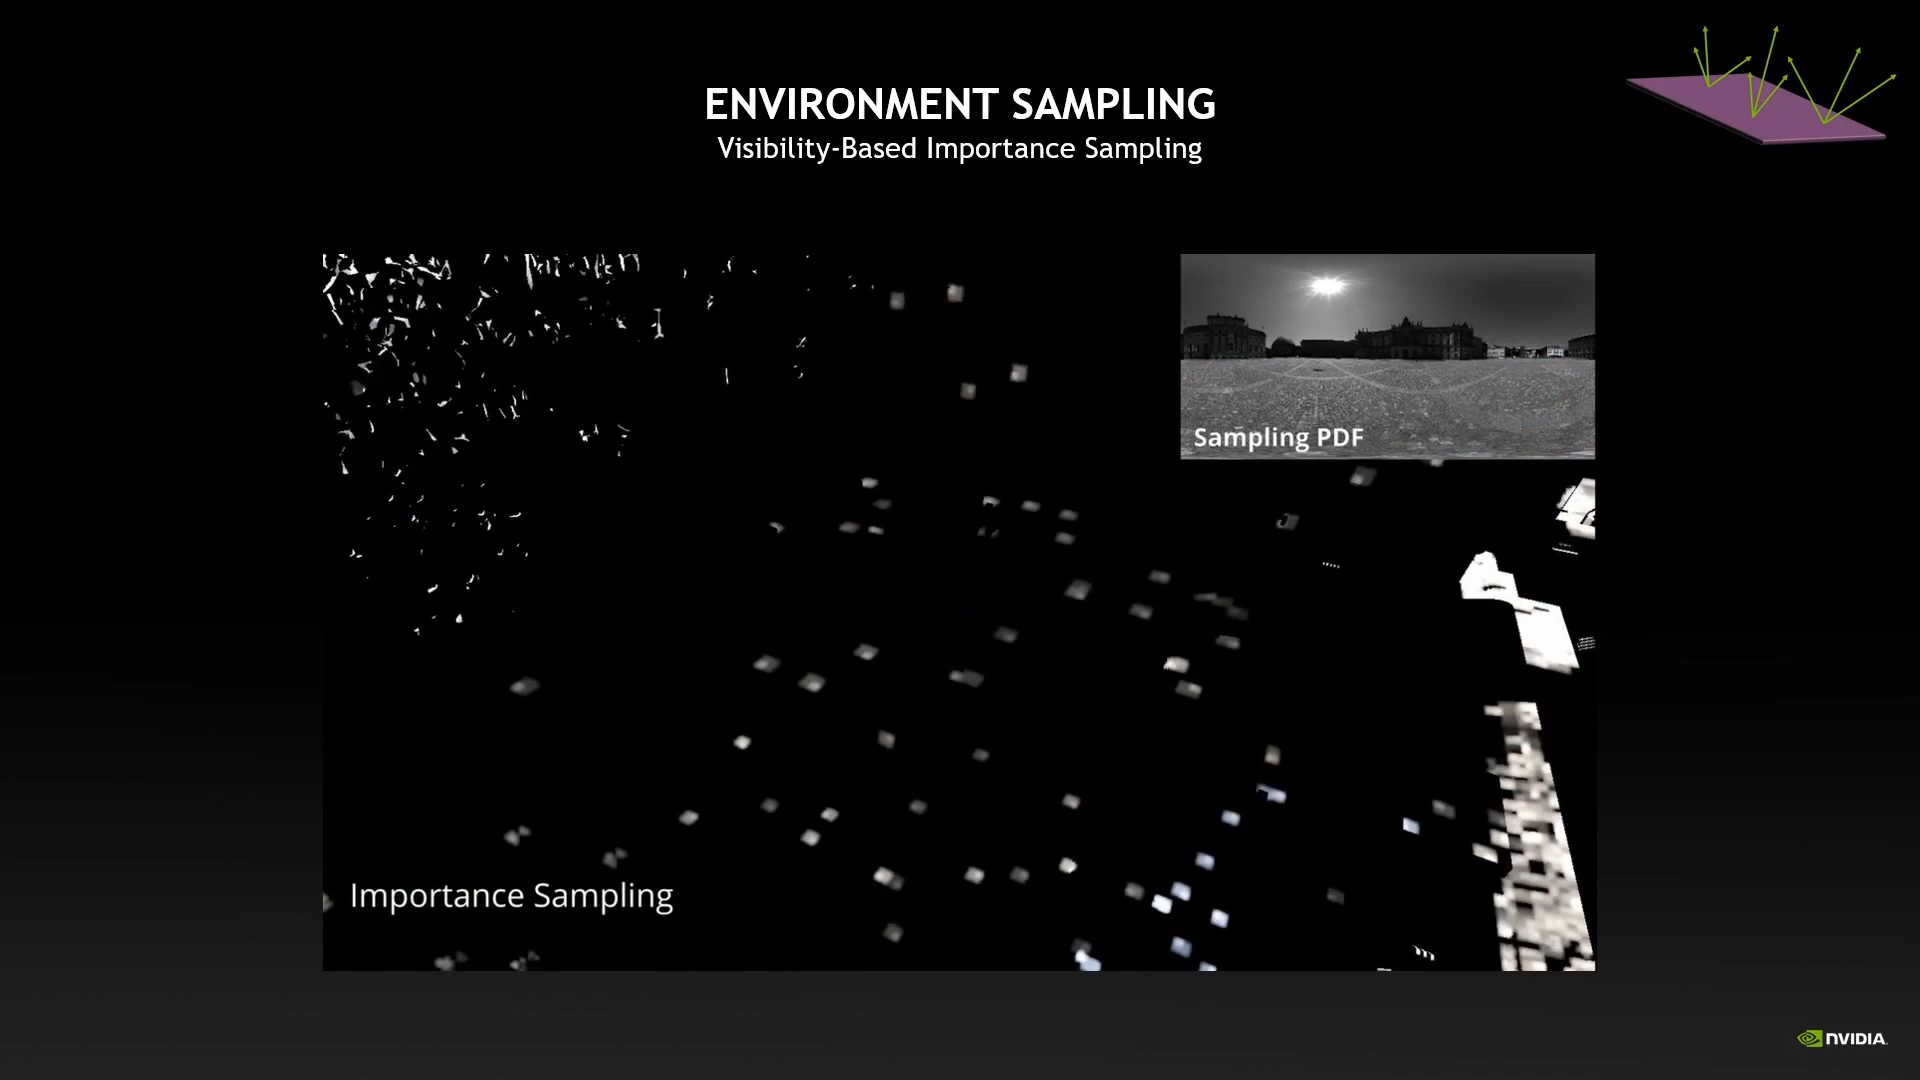 ENVIRONMENT SAMPLING
Visibility-Based Importance Sampling
Sampling PDF
Importance Sampling
NVIDIA